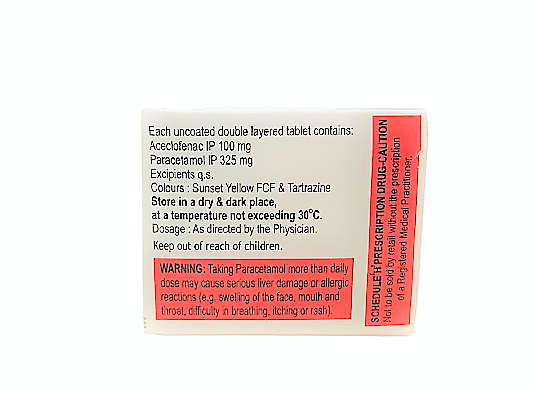 Each uncoated double layered tablet contains:
Aceclofenac IP 100 mg
Paracetamol IP 325 mg
Excipients q.s.
Colours : Sunset Yellow FCF & Tartrazine
Store in a dry & dark place,
at a temperature not exceeding 30°C.
Dosage : As directed by the Physician.
Keep out of reach of children.
WARNING: Taking Paracetamol more than daily
dose may cause serious liver damage or allergic
reactions (e.g. swelling of the face, mouth and
throat, difficulty in breathing, itching or rash).
SCHEDULE 'H' PRESCRIPTION DRUG-CAUTION
Not to be sold by retail without the prescription
of a Registered Medical Practitioner.